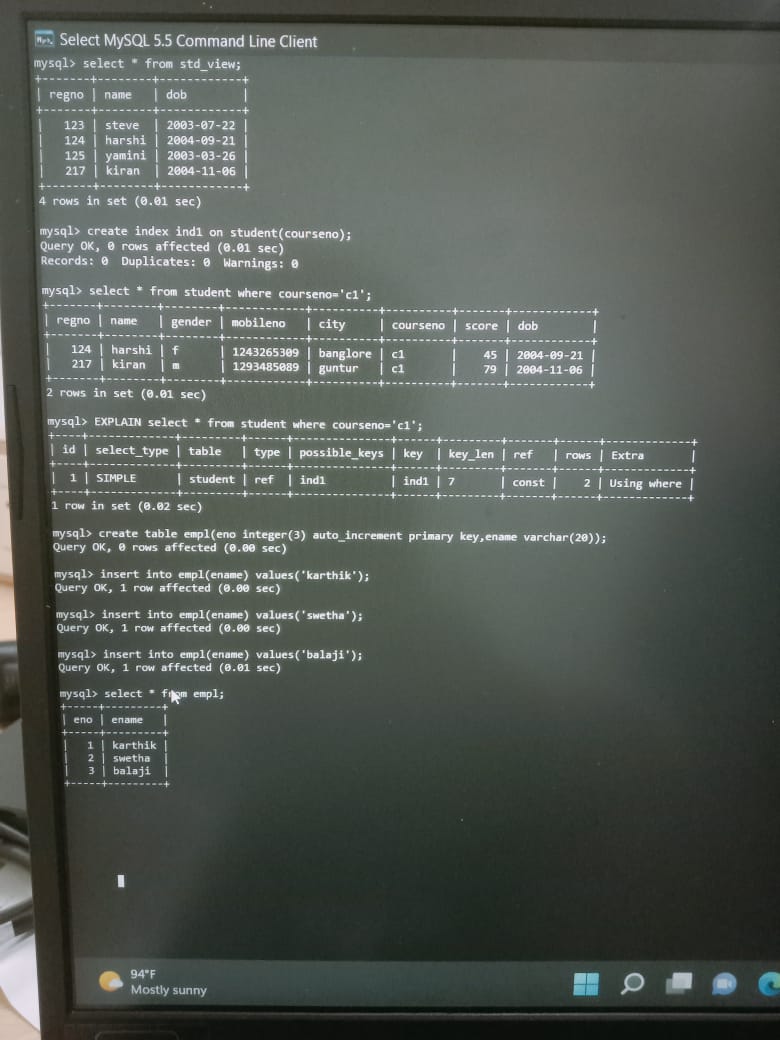 Select MySQL 5.5 Command Line Client
mysql> select * from std_view;
+-------+--------+------------+
| regno | name   | dob        |
+-------+--------+------------+
|   123 | steve  | 2003-07-22 |
|   124 | harshi | 2004-09-21 |
|   125 | yamini | 2003-03-26 |
|   217 | kiran  | 2004-11-06 |
+-------+--------+------------+
4 rows in set (0.01 sec)
mysql> create index ind1 on student(courseno);
Query OK, 0 rows affected (0.01 sec)
Records: 0  Duplicates: 0  Warnings: 0
mysql> select * from student where courseno='c1';
+-------+--------+--------+------------+----------+----------+-------+------------+
| regno | name   | gender | mobileno   | city     | courseno | score | dob        |
+-------+--------+--------+------------+----------+----------+-------+------------+
|   124 | harshi | f      | 1243265309 | banglore | c1       |    45 | 2004-09-21 |
|   217 | kiran  | m      | 1293485089 | guntur   | c1       |    79 | 2004-11-06 |
+-------+--------+--------+------------+----------+----------+-------+------------+
2 rows in set (0.01 sec)
mysql> EXPLAIN select * from student where courseno='c1';
+----+-------------+---------+------+---------------+------+---------+-------+------+-------------+
| id | select_type | table   | type | possible_keys | key  | key_len | ref   | rows | Extra       |
+----+-------------+---------+------+---------------+------+---------+-------+------+-------------+
|  1 | SIMPLE      | student | ref  | ind1          | ind1 | 7       | const |    2 | Using where |
+----+-------------+---------+------+---------------+------+---------+-------+------+-------------+
1 row in set (0.02 sec)
mysql> create table empl(eno integer(3) auto_increment primary key,ename varchar(20));
Query OK, 0 rows affected (0.00 sec)
mysql> insert into empl(ename) values('karthik');
Query OK, 1 row affected (0.00 sec)
mysql> insert into empl(ename) values('swetha');
Query OK, 1 row affected (0.00 sec)
mysql> insert into empl(ename) values('balaji');
Query OK, 1 row affected (0.01 sec)
mysql> select * from empl;
+-----+---------+
| eno | ename   |
+-----+---------+
|   1 | karthik |
|   2 | swetha  |
|   3 | balaji  |
+-----+---------+
94°F
Mostly sunny